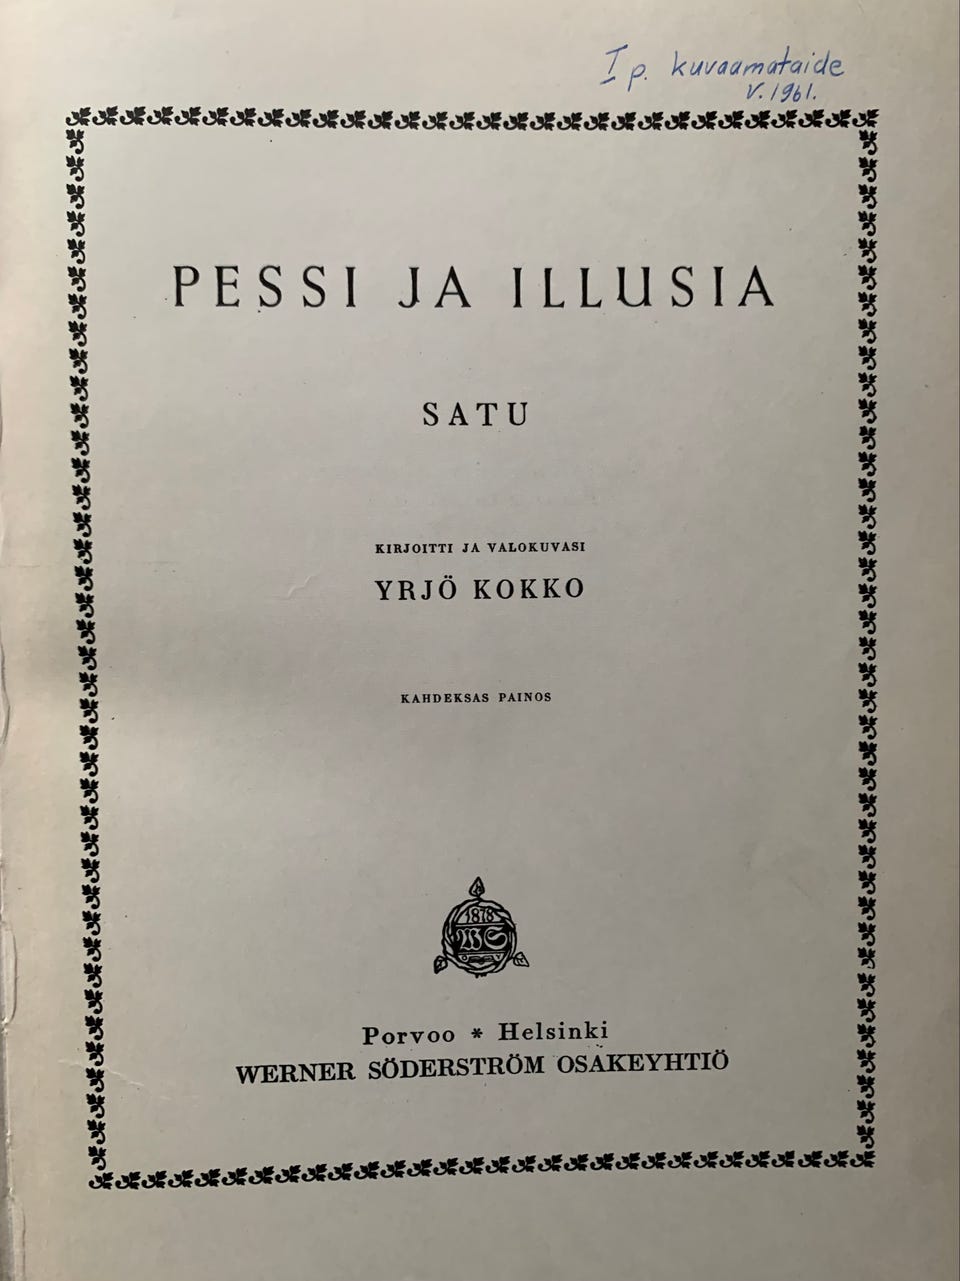 I p. kuvaamataide
V. 1961.
PESSI JA ILLUSIA
SATU
KIRJOITTI JA VALOKUVASI
YRJÖ KOKKO
KAHDEKSAS PAINOS
1878
WS
O Y
Porvoo * Helsinki
WERNER SÖDERSTRÖM OSAKEYHTIÖ